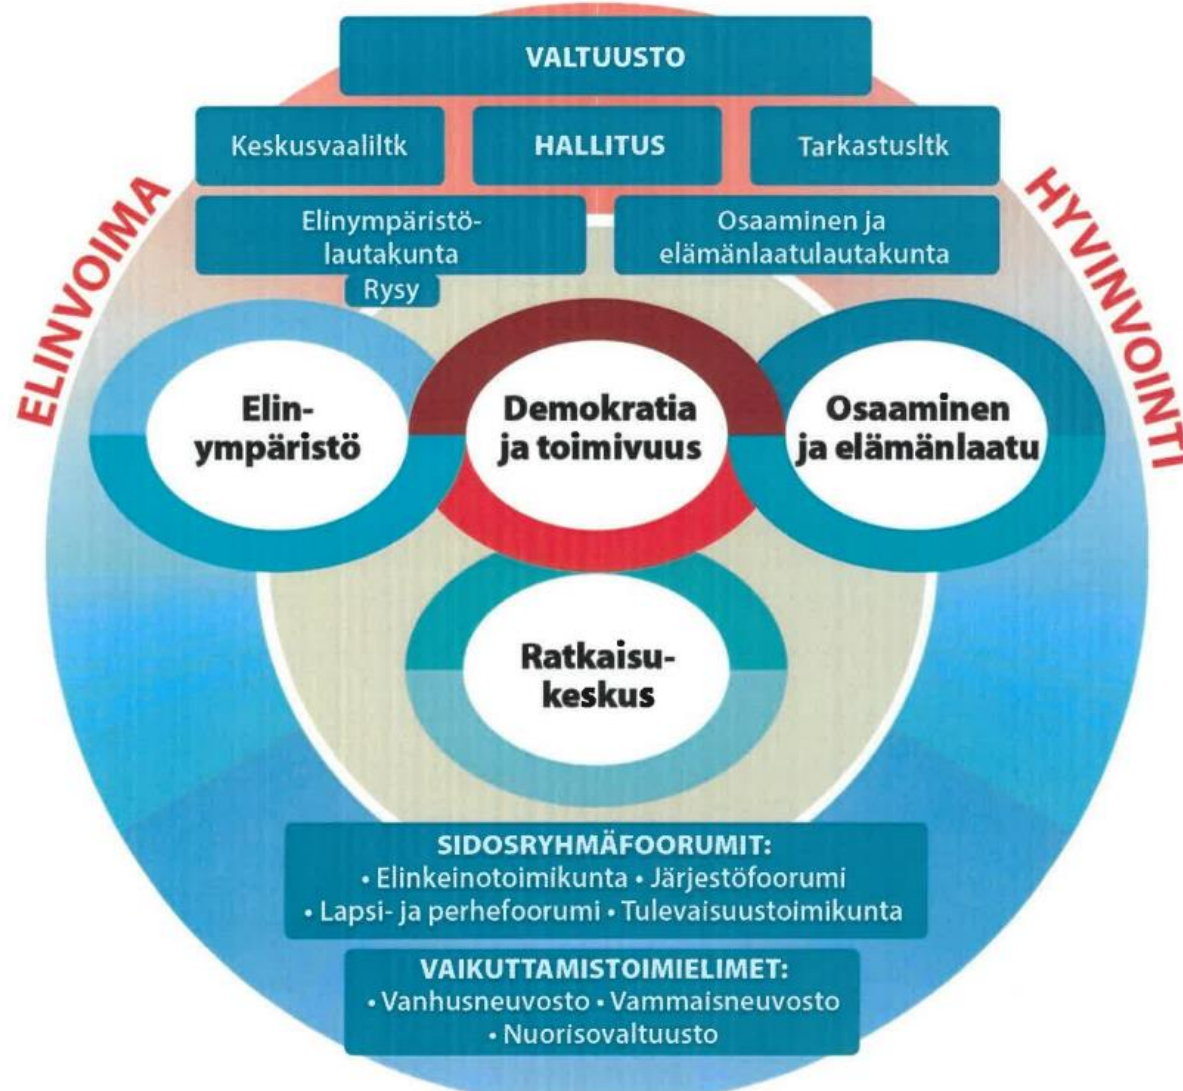 VALTUUSTO
Keskusvaaliltk
HALLITUS
Tarkastusltk
Elinympäristö-
lautakunta
Osaaminen ja
elämänlaatulautakunta
Rysy
ELINVOIMA
HYVINVOINTI
Elin-
ympäristö
Demokratia
ja toimivuus
Osaaminen
ja elämänlaatu
Ratkaisu-
keskus
SIDOSRYHMÄFOORUMIT:
• Elinkeinotoimikunta • Järjestöfoorumi
• Lapsi- ja perhefoorumi • Tulevaisuustoimikunta
VAIKUTTAMISTOIMIELIMET:
• Vanhusneuvosto • Vammaisneuvosto
• Nuorisovaltuusto